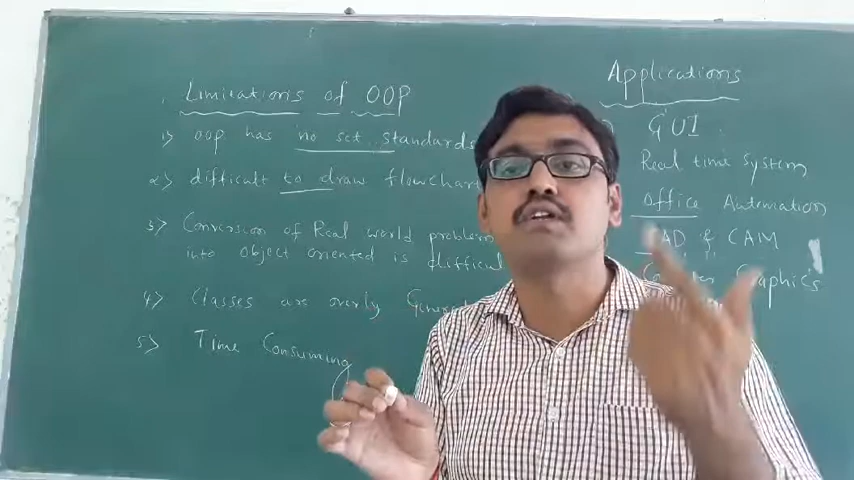 Limitations of OOP
1> OOP has no set standards.
2> difficult to draw flowchart
3> Conversion of Real world problem
into object oriented is difficult
4> Classes are overly
5> Time Consuming
Applications
GUI
Real time System
office Automation
& CAM
Graphics